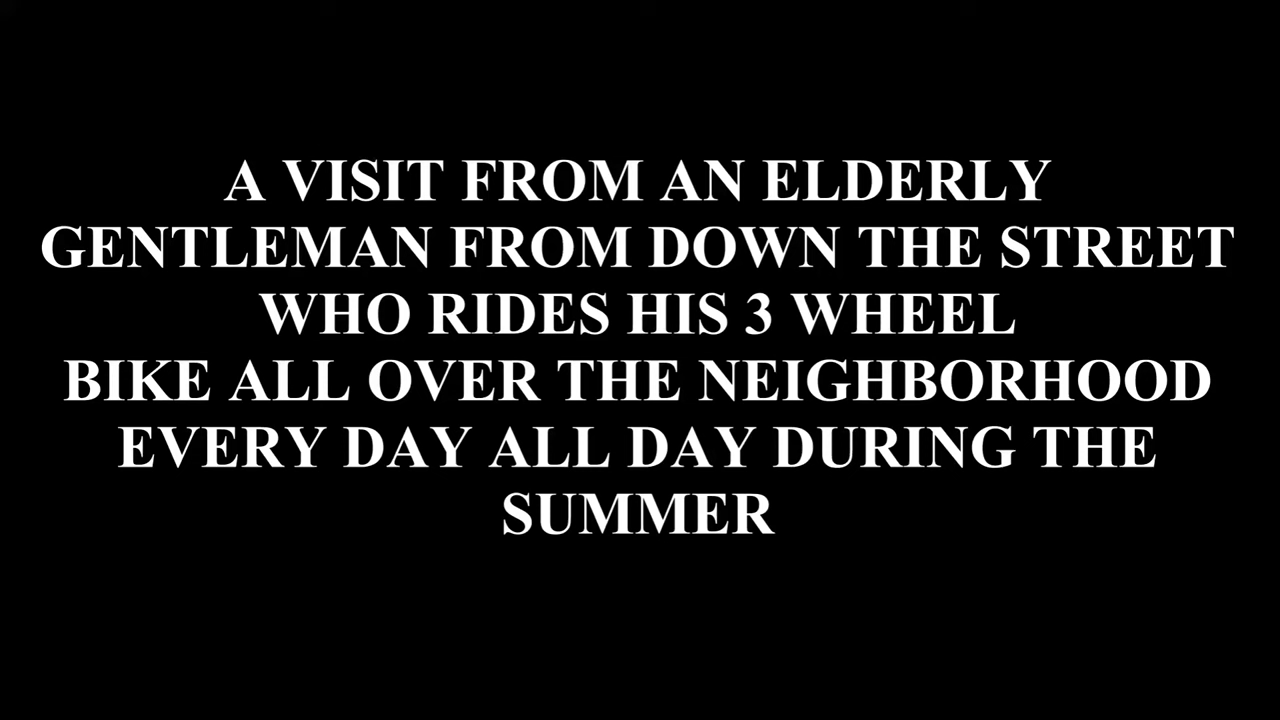 A VISIT FROM AN ELDERLY
GENTLEMAN FROM DOWN THE STREET
WHO RIDES HIS 3 WHEEL
BIKE ALL OVER THE NEIGHBORHOOD
EVERY DAY ALL DAY DURING THE
SUMMER